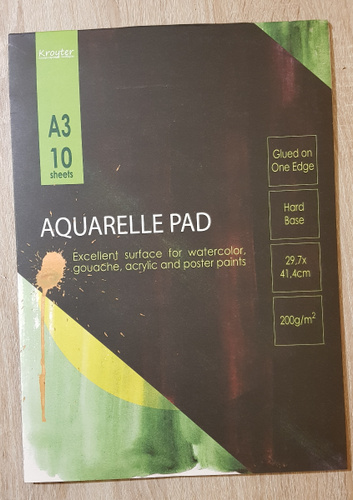 Kroyter
A3
10
sheets
Glued on
One Edge
Hard
Base
29,7x
41,4cm
200g/m²
AQUARELLE PAD
Excellent surface for watercolor,
gouache, acrylic and poster paints